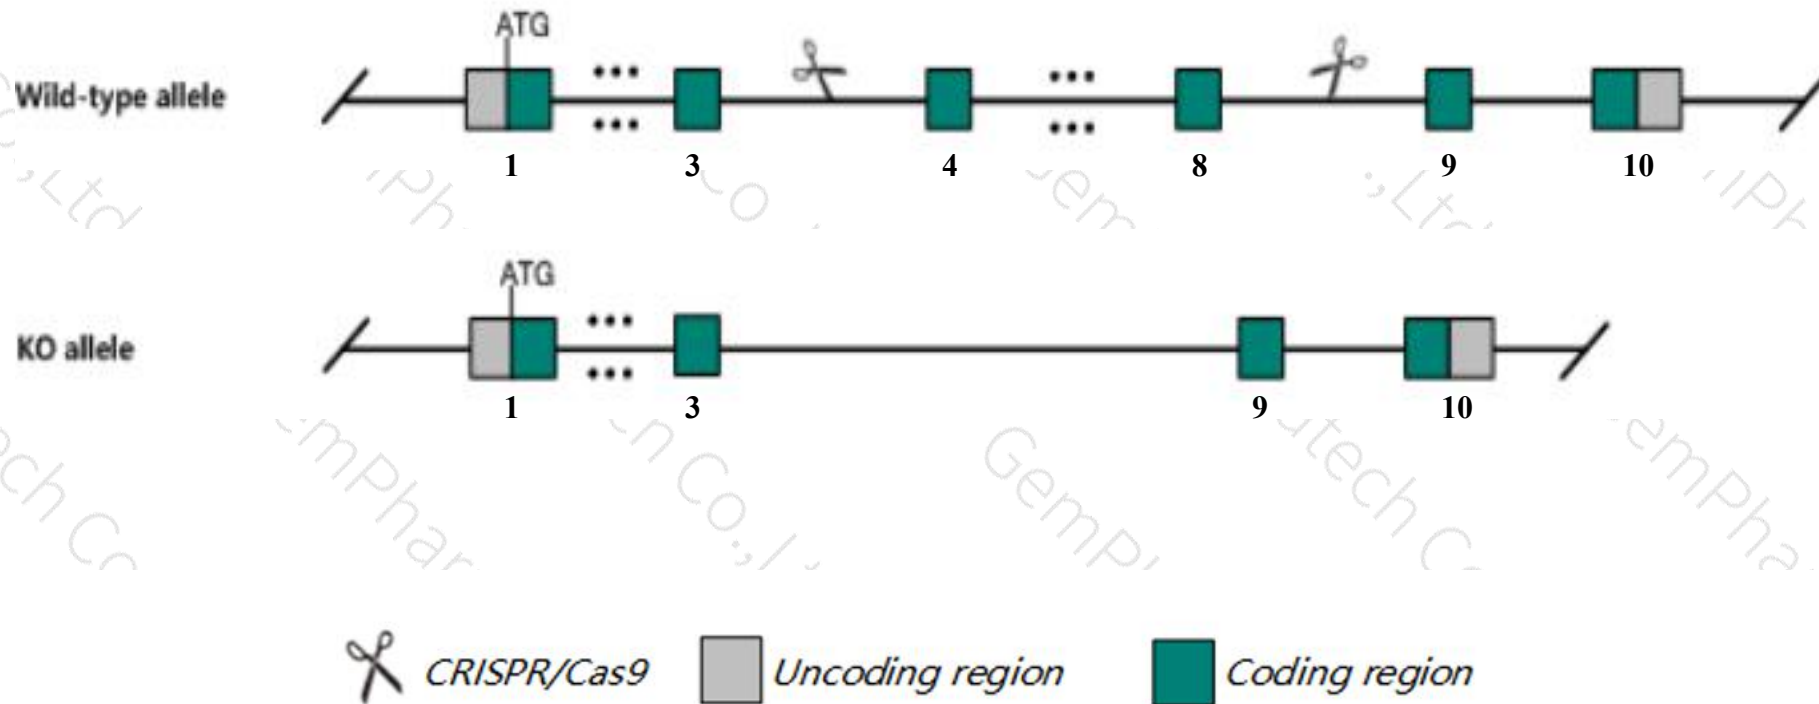 ATG
Wild-type allele
1 3 4 8 9 10
ATG
KO allele
1 3 9 10
CRISPR/Cas9 Uncoding region Coding region